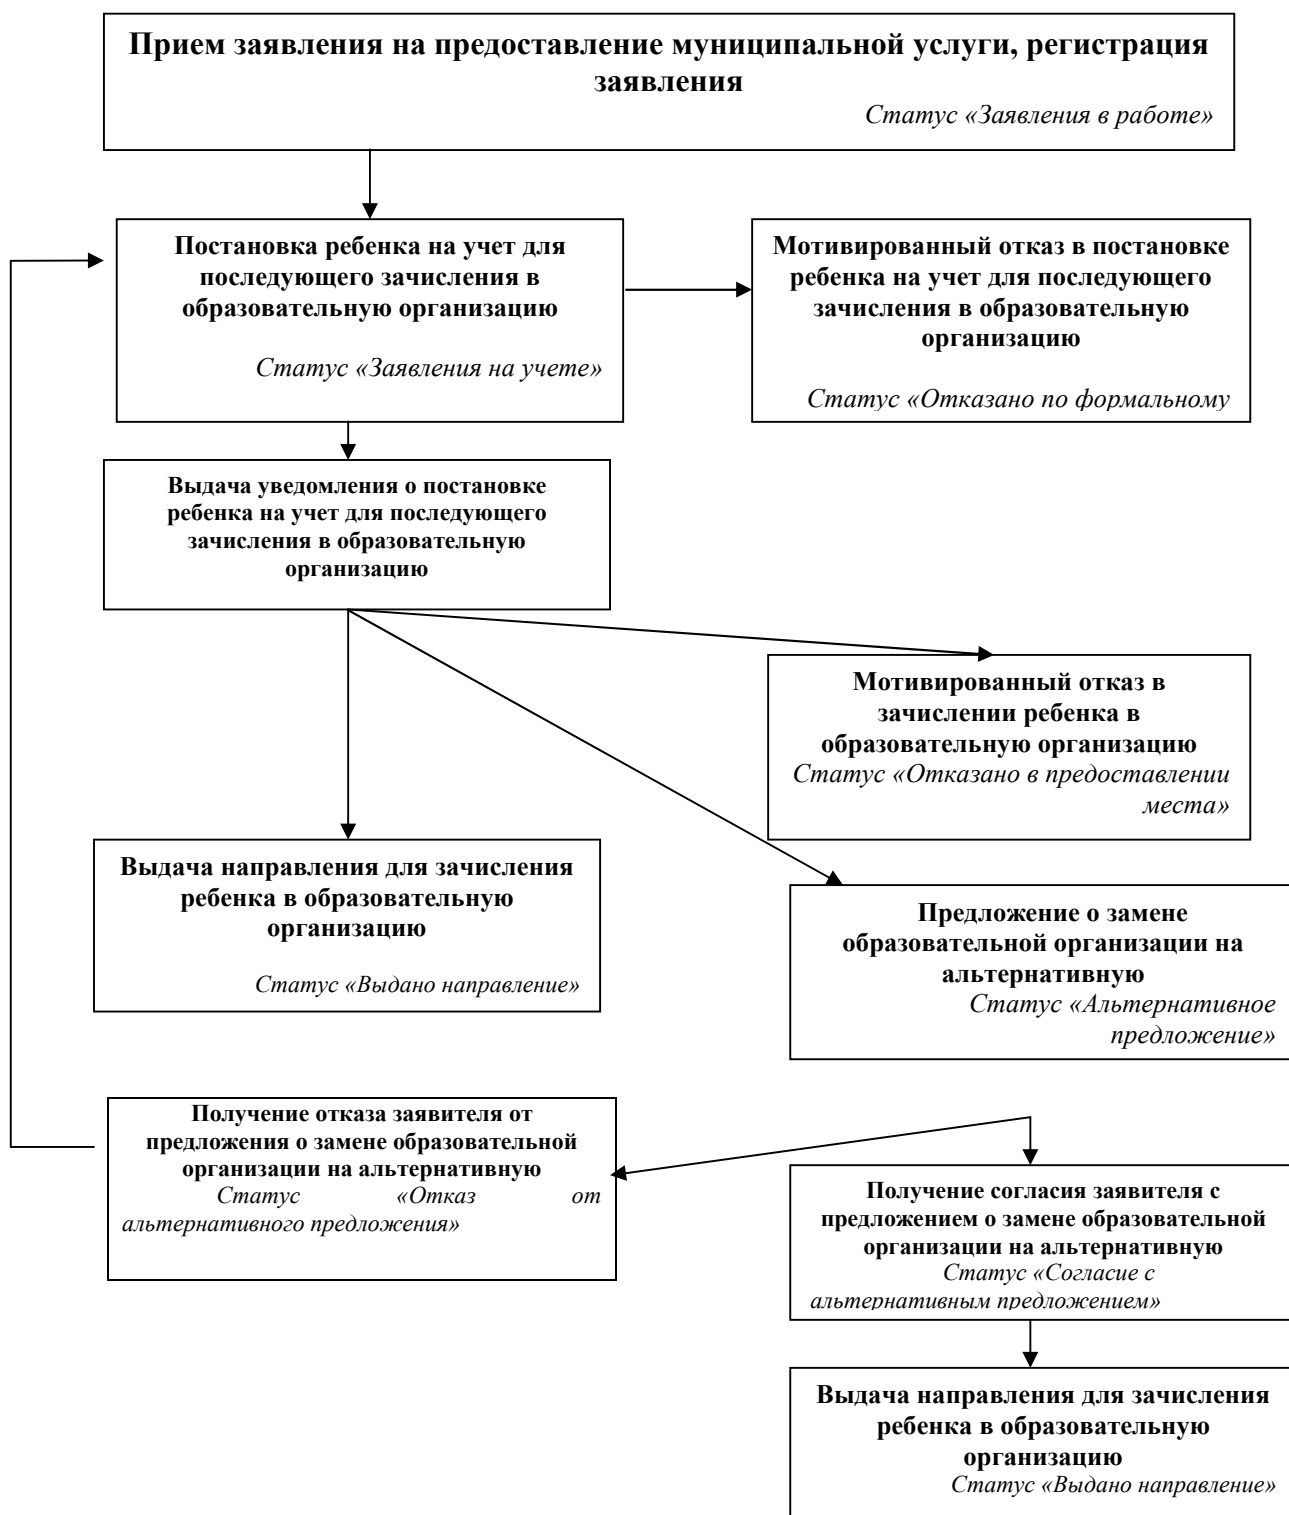 Прием заявления на предоставление муниципальной услуги, регистрация
заявления
Статус «Заявления в работе»
Постановка ребенка на учет для
последующего зачисления в
образовательную организацию
Статус «Заявления на учете»
Мотивированный отказ в постановке
ребенка на учет для последующего
зачисления в образовательную
организацию
Статус «Отказано по формальному
Выдача уведомления о постановке
ребенка на учет для последующего
зачисления в образовательную
организацию
Мотивированный отказ в
зачислении ребенка в
образовательную организацию
Статус «Отказано в предоставлении
места»
Выдача направления для зачисления
ребенка в образовательную
организацию
Статус «Выдано направление»
Предложение о замене
образовательной организации на
альтернативную
Статус «Альтернативное
предложение»
Получение отказа заявителя от
предложения о замене образовательной
организации на альтернативную
Статус «Отказ от
альтернативного предложения»
Получение согласия заявителя с
предложением о замене образовательной
организации на альтернативную
Статус «Согласие с
альтернативным предложением»
Выдача направления для зачисления
ребенка в образовательную
организацию
Статус «Выдано направление»